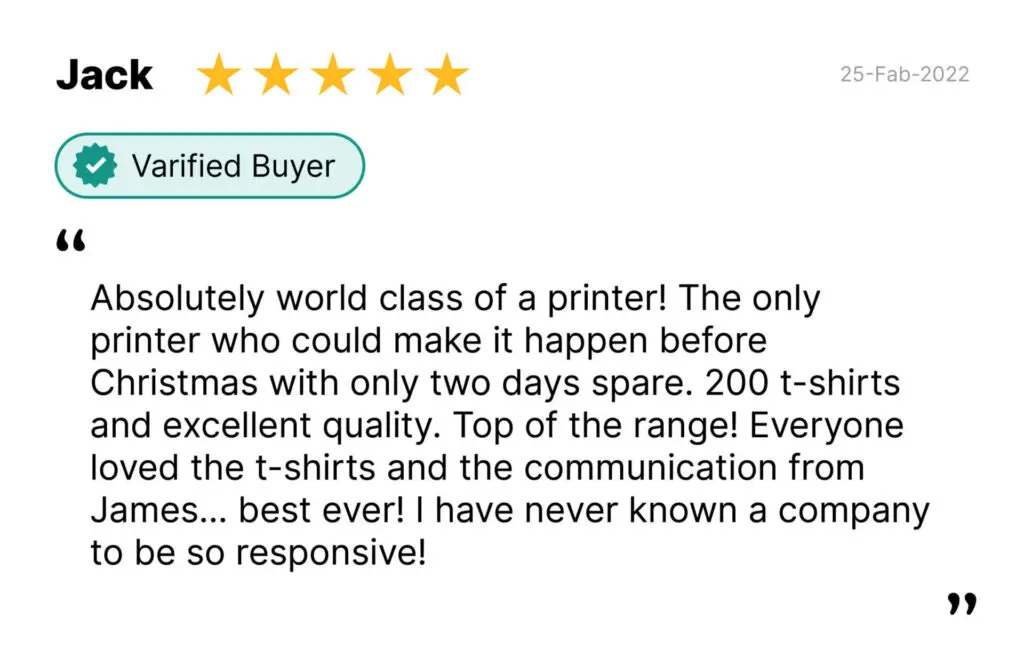 Jack
25-Fab-2022
Varified Buyer
“
Absolutely world class of a printer! The only
printer who could make it happen before
Christmas with only two days spare. 200 t-shirts
and excellent quality. Top of the range! Everyone
loved the t-shirts and the communication from
James... best ever! I have never known a company
to be so responsive!
”